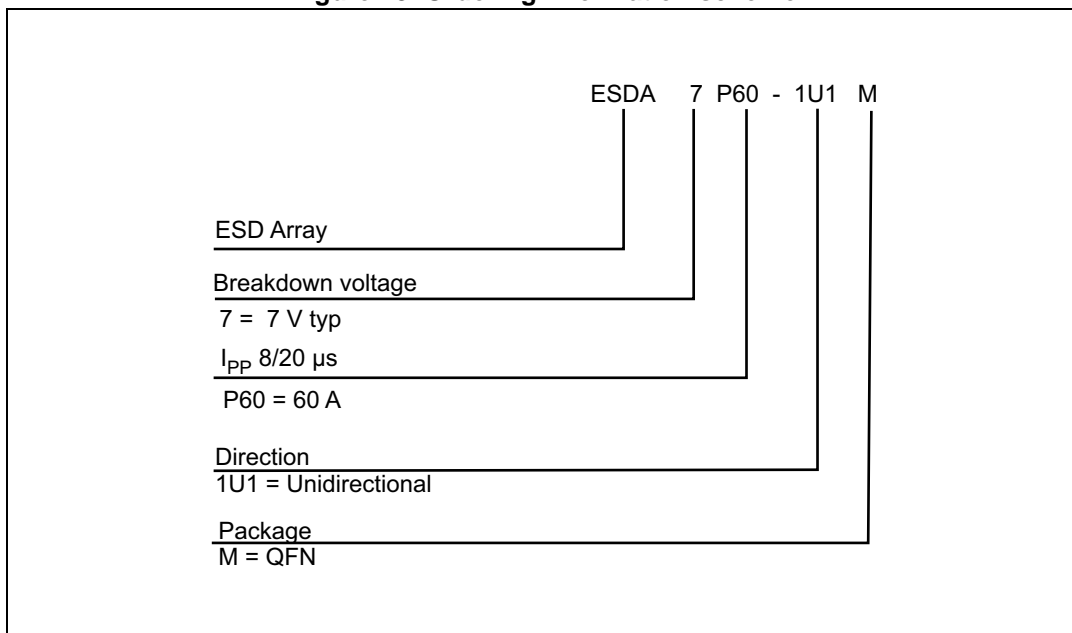 ESDA 7 P60 - 1U1 M
ESD Array
Breakdown voltage
7 = 7 V typ
IPP 8/20 µs
P60 = 60 A
Direction
1U1 = Unidirectional
Package
M = QFN